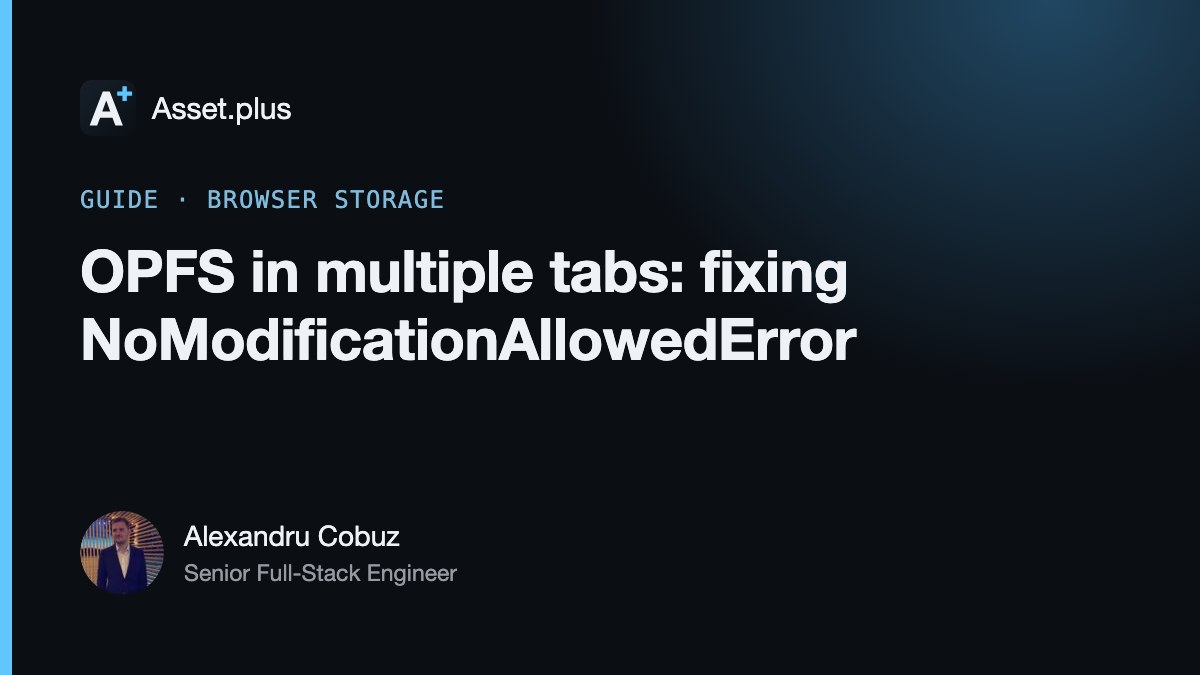 A+
Asset.plus
GUIDE · BROWSER STORAGE
OPFS in multiple tabs: fixing
NoModificationAllowedError
Alexandru Cobuz
Senior Full-Stack Engineer